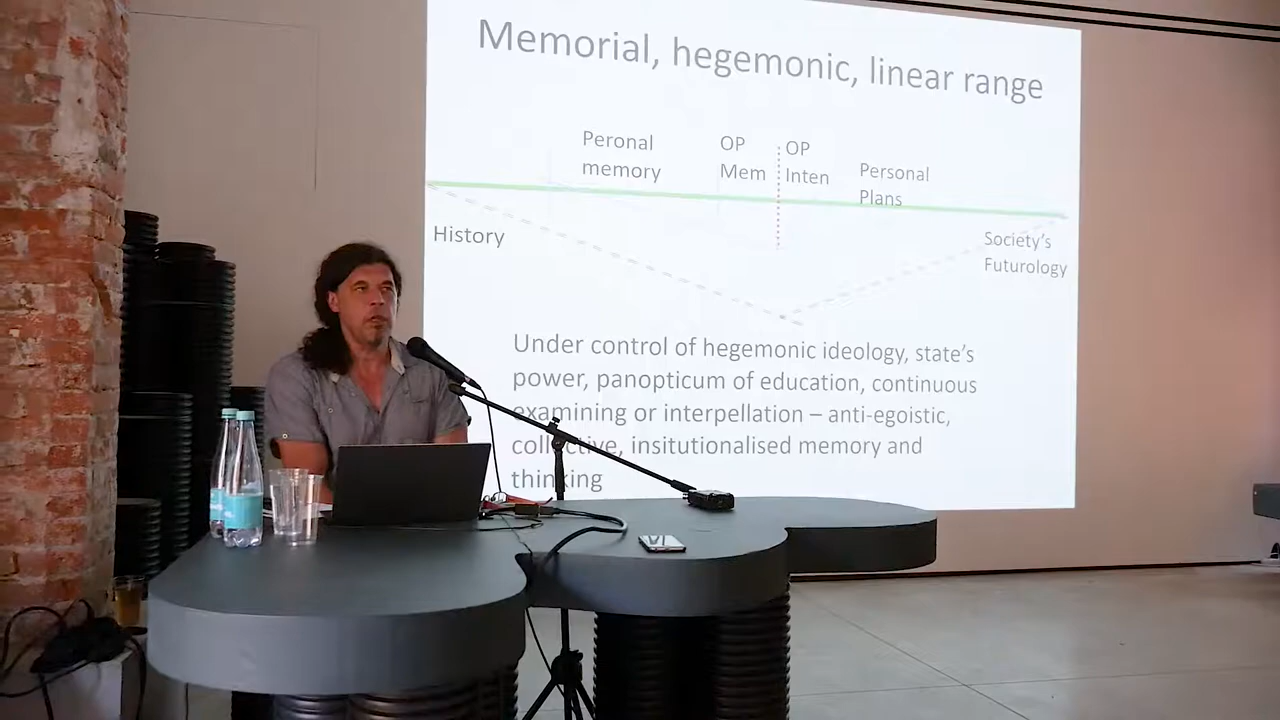 Memorial, hegemonic, linear range
Peronal
memory
OP
Mem
OP
Inten
Personal
Plans
History
Society's
Futurology
Under control of hegemonic ideology, state's
power, panopticum of education, continuous
examining or interpellation – anti-egoistic,
collective, insitutionalised memory and
thinking